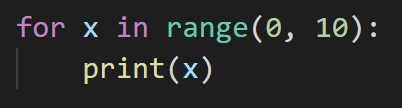 for x in range(0, 10):
    print(x)